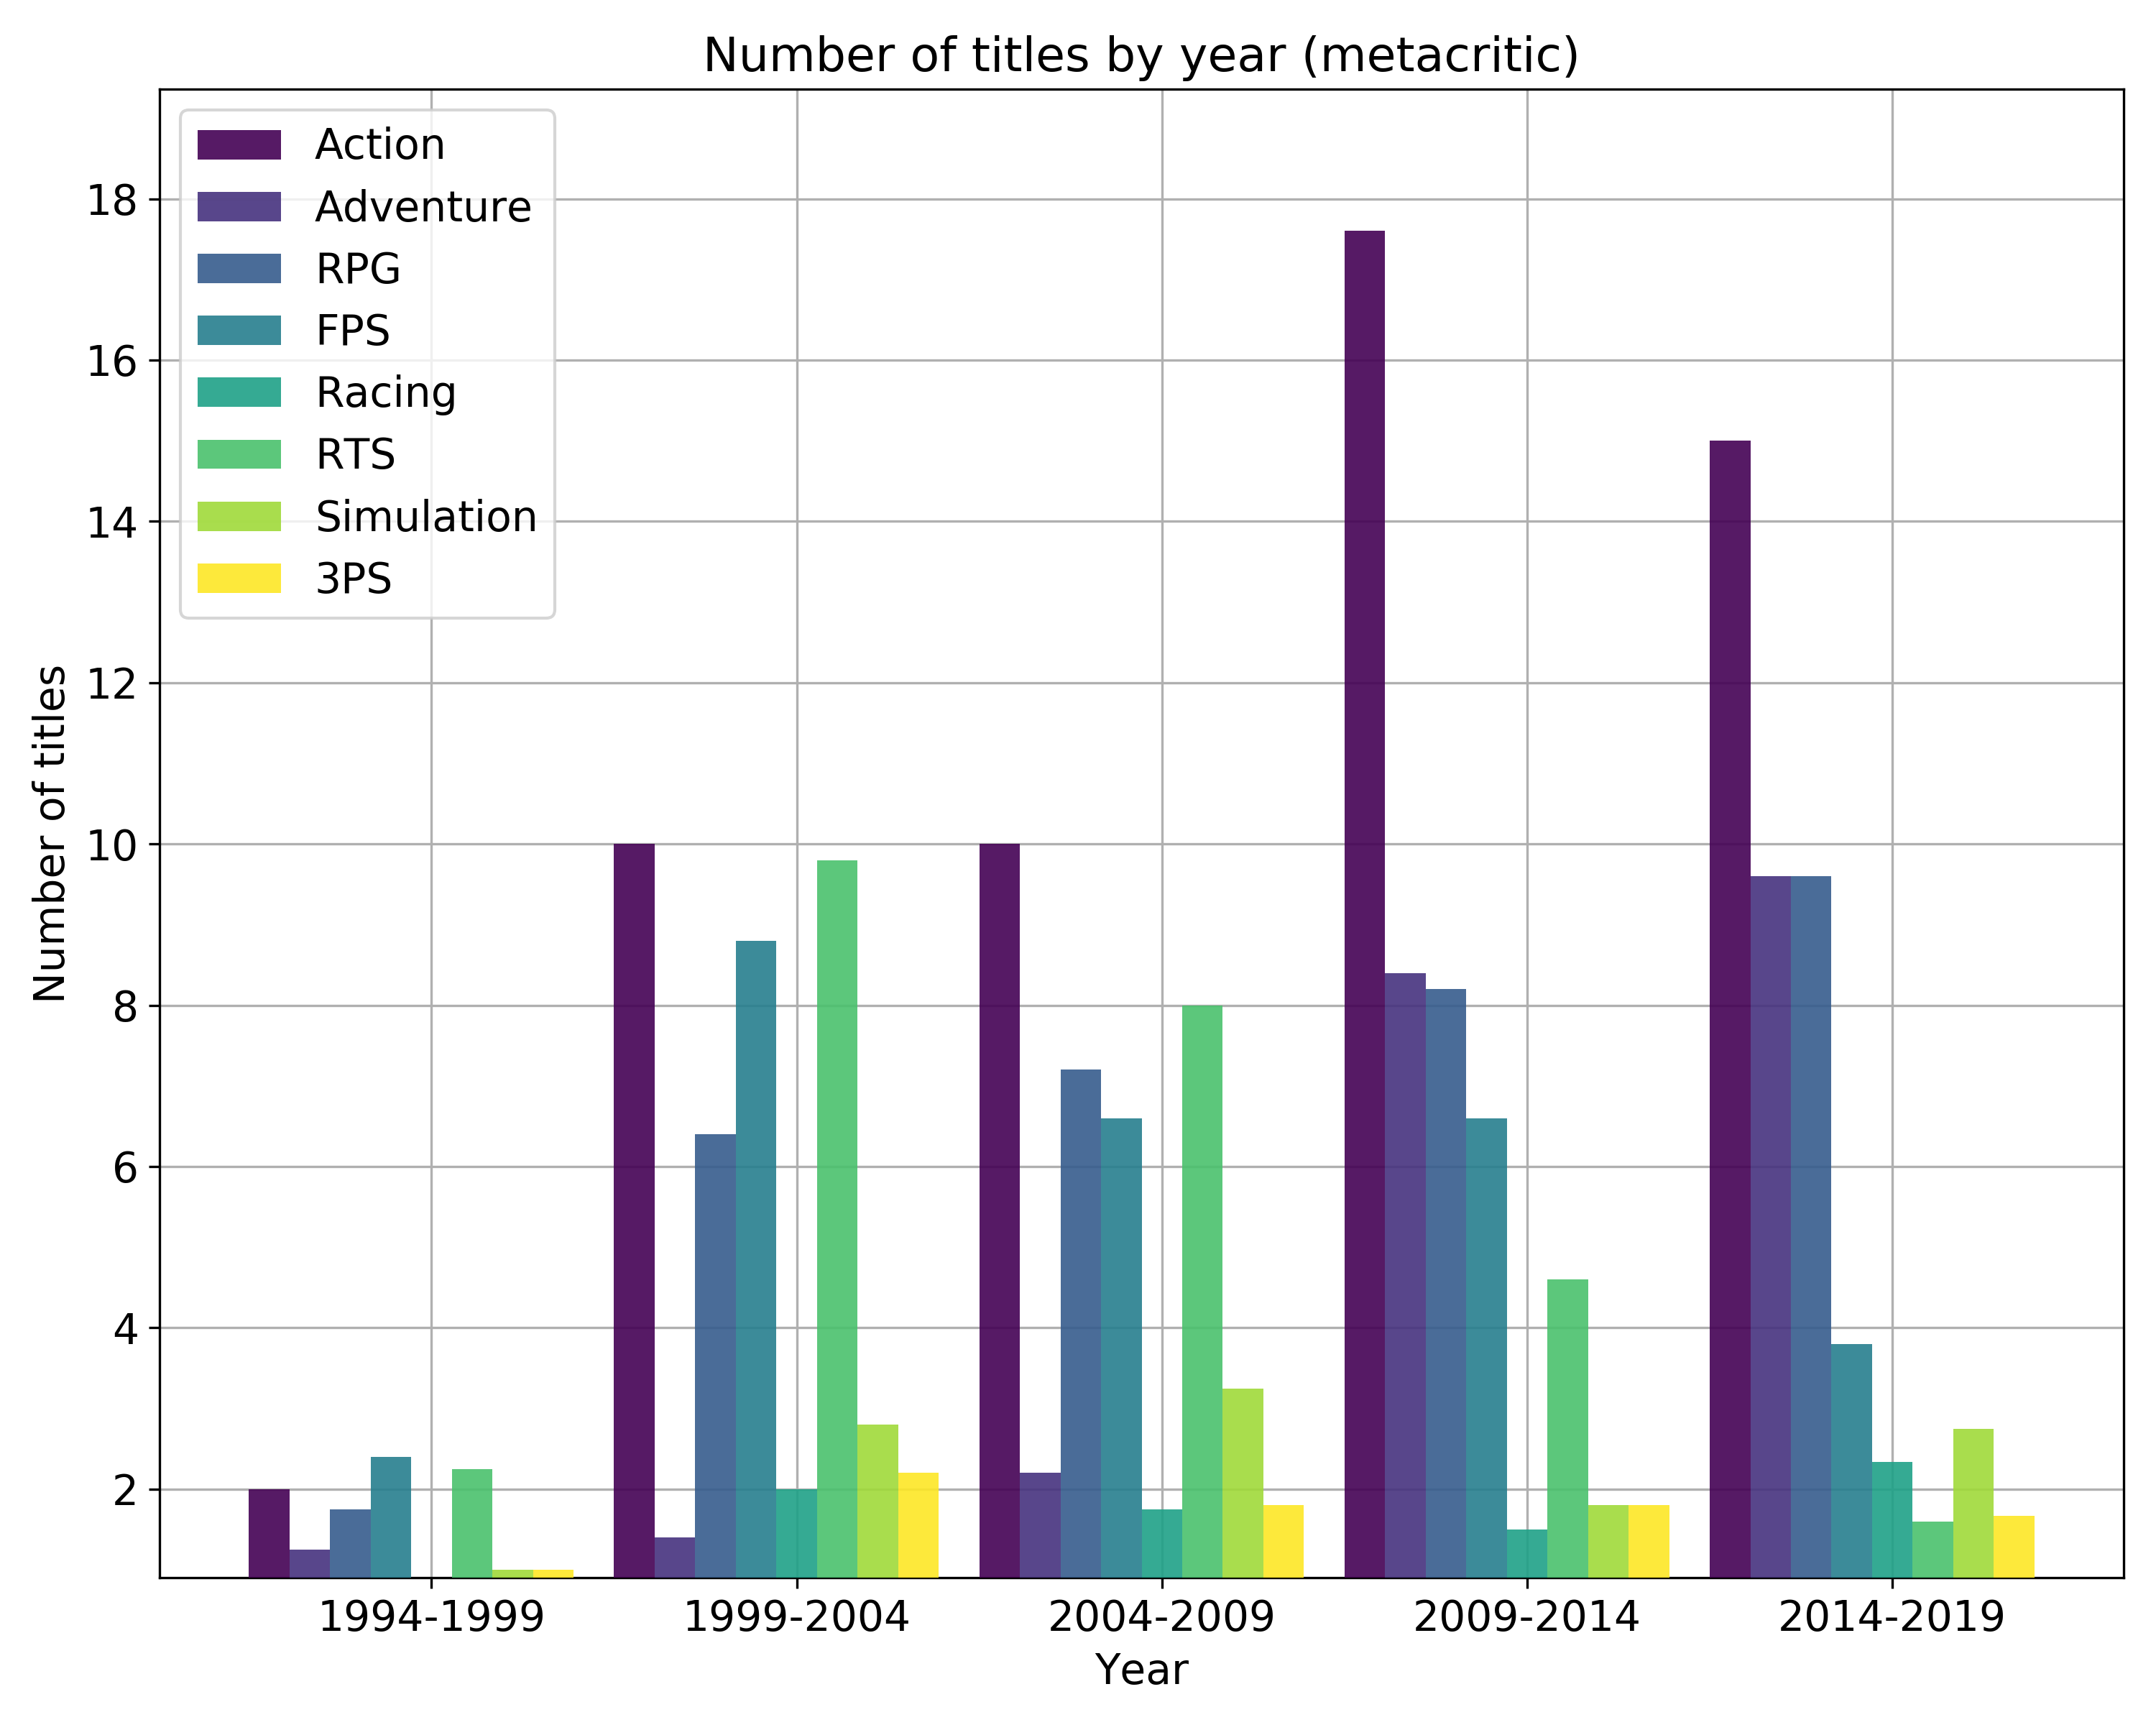 Number of titles by year (metacritic)
Action
Adventure
RPG
FPS
Racing
RTS
Simulation
3PS
Number of titles
18
16
14
12
10
8
6
4
2
1994-1999
1999-2004
2004-2009
2009-2014
2014-2019
Year